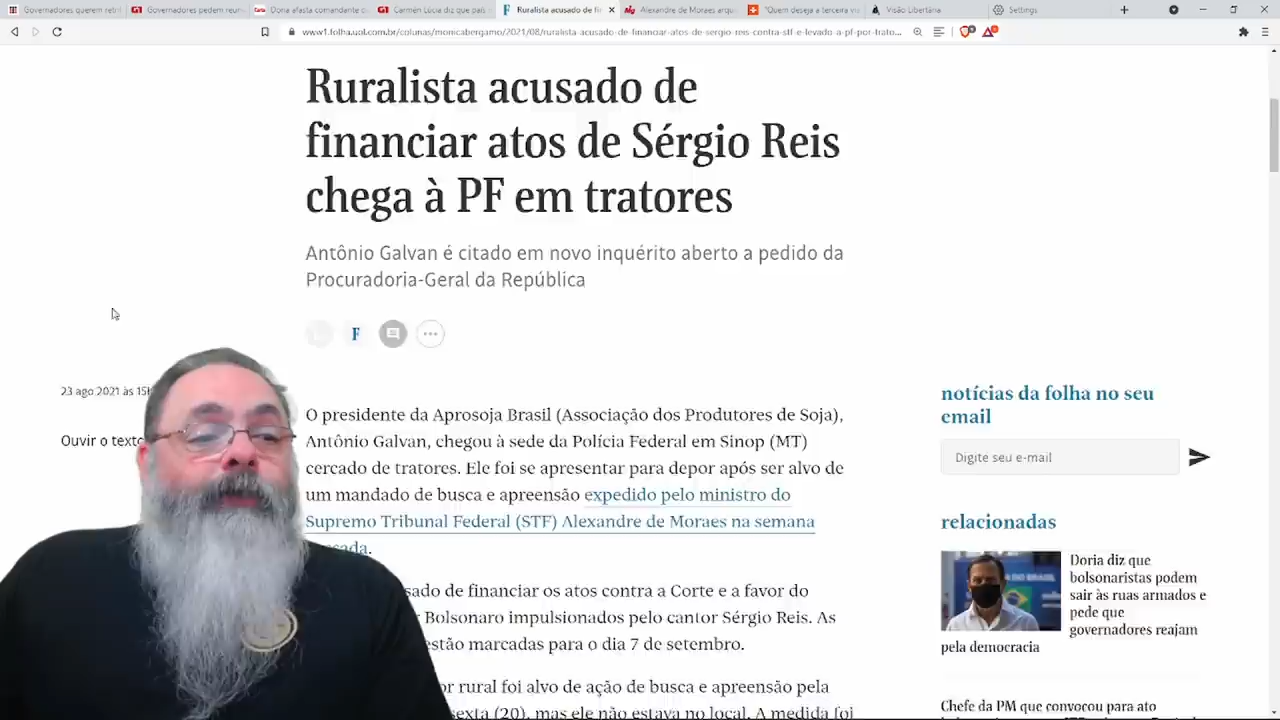 Governadores querem retri
Governadores pedem reun
Doria afasta comandante q
Cármen Lúcia diz que país
Ruralista acusado de fin
Alexandre de Moraes arqu
"Quem deseja a terceira vi
Visão Libertária
Settings
www1.folha.uol.com.br/colunas/monicabergamo/2021/08/ruralista-acusado-de-financiar-atos-de-sergio-reis-contra-stf-e-levado-a-pf-por-trato...
Ruralista acusado de
financiar atos de Sérgio Reis
chega à PF em tratores
Antônio Galvan é citado em novo inquérito aberto a pedido da
Procuradoria-Geral da República
F
23 ago 2021 às 15h
Ouvir o texto
O presidente da Aprosoja Brasil (Associação dos Produtores de Soja),
Antônio Galvan, chegou à sede da Polícia Federal em Sinop (MT)
cercado de tratores. Ele foi se apresentar para depor após ser alvo de
um mandado de busca e apreensão expedido pelo ministro do
Supremo Tribunal Federal (STF) Alexandre de Moraes na semana
sada.
sado de financiar os atos contra a Corte e a favor do
Bolsonaro impulsionados pelo cantor Sérgio Reis. As
estão marcadas para o dia 7 de setembro.
or rural foi alvo de ação de busca e apreensão pela
sexta (20), mas ele não estava no local. A medida foi
notícias da folha no seu
email
Digite seu e-mail
relacionadas
Doria diz que
bolsonaristas podem
sair às ruas armados e
pede que
governadores reajam
pela democracia
Chefe da PM que convocou para ato